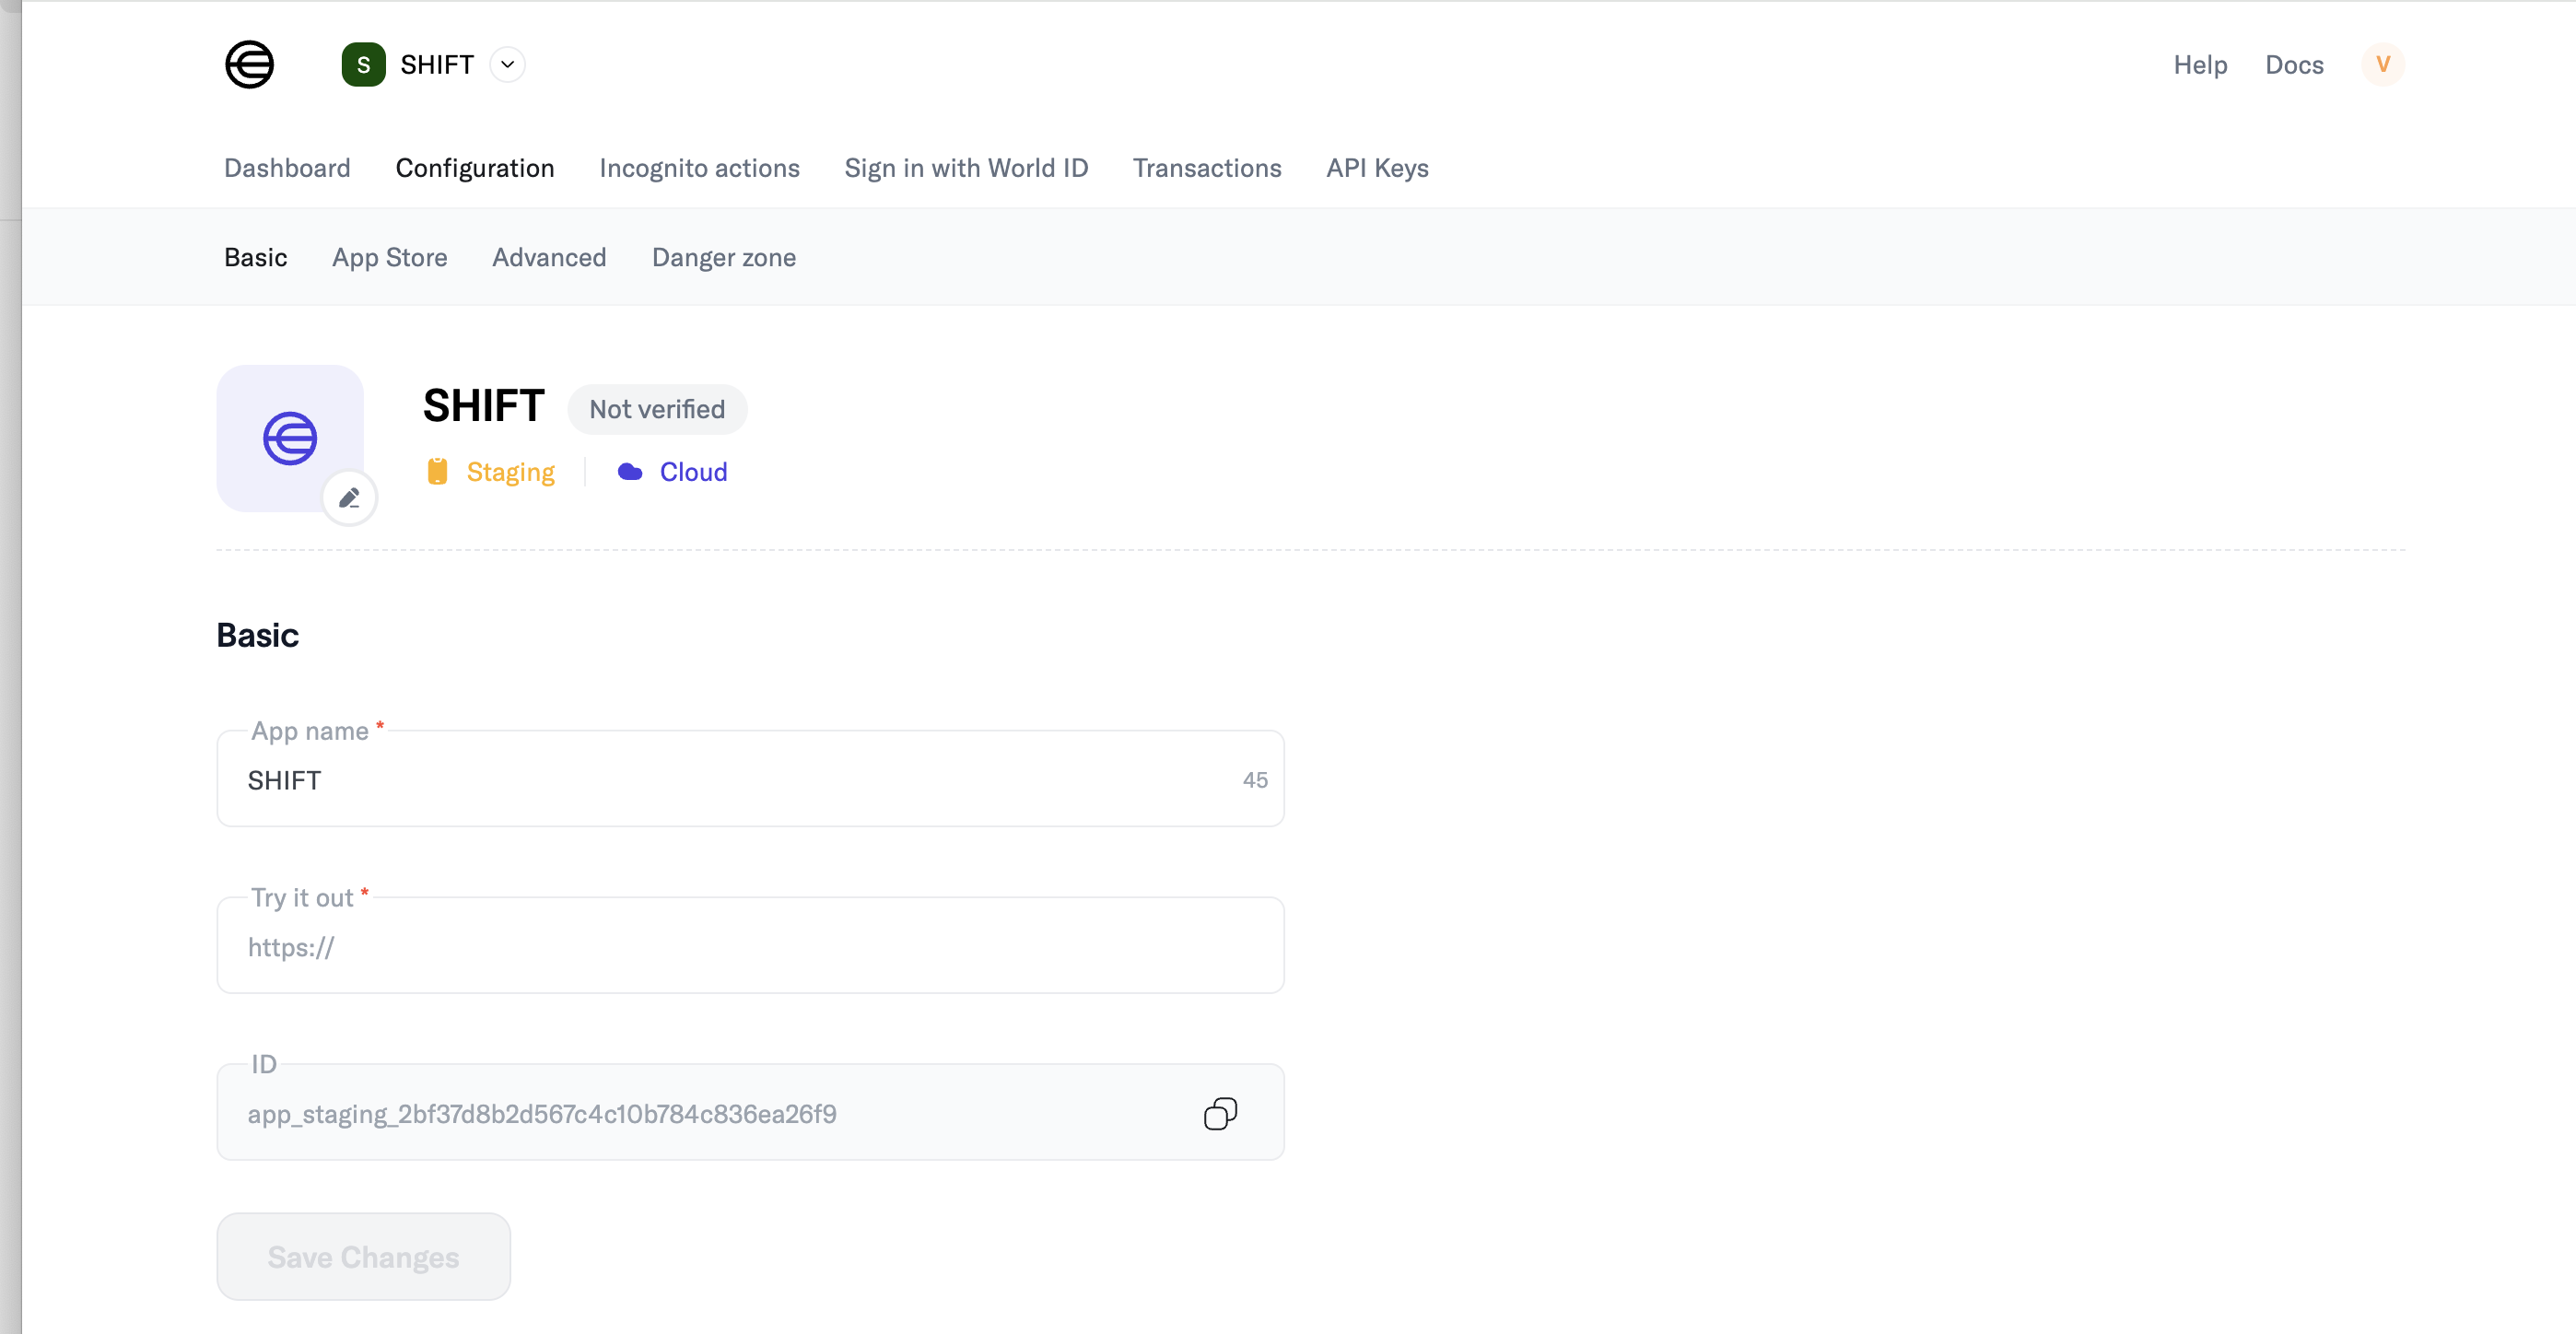 S SHIFT Help Docs V
Dashboard Configuration Incognito actions Sign in with World ID Transactions API Keys
Basic App Store Advanced Danger zone
SHIFT Not verified
Staging Cloud
Basic
App name *
SHIFT 45
Try it out *
https://
ID
app_staging_2bf37d8b2d567c4c10b784c836ea26f9
Save Changes